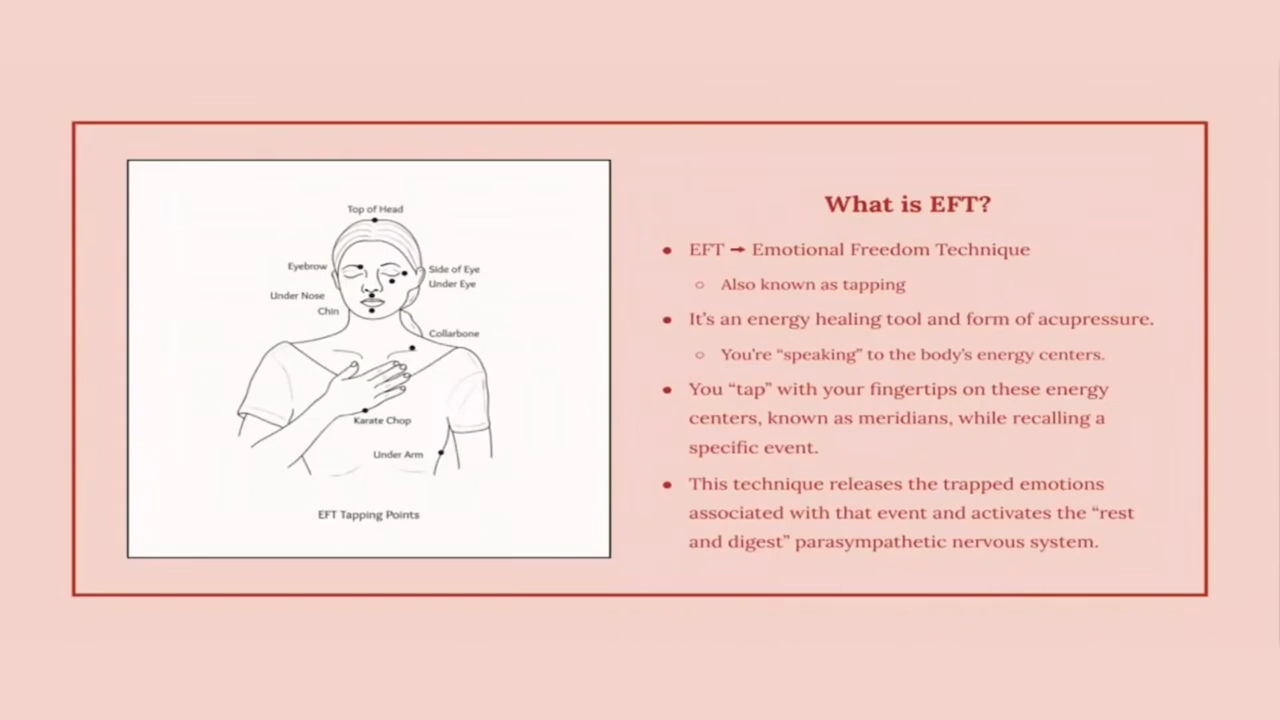 Top of Head
Eyebrow
Side of Eye
Under Eye
Under Nose
Chin
Collarbone
Karate Chop
Under Arm
EFT Tapping Points
What is EFT?
• EFT → Emotional Freedom Technique
○ Also known as tapping
• It's an energy healing tool and form of acupressure.
○ You're “speaking” to the body's energy centers.
• You “tap” with your fingertips on these energy
centers, known as meridians, while recalling a
specific event.
• This technique releases the trapped emotions
associated with that event and activates the “rest
and digest” parasympathetic nervous system.